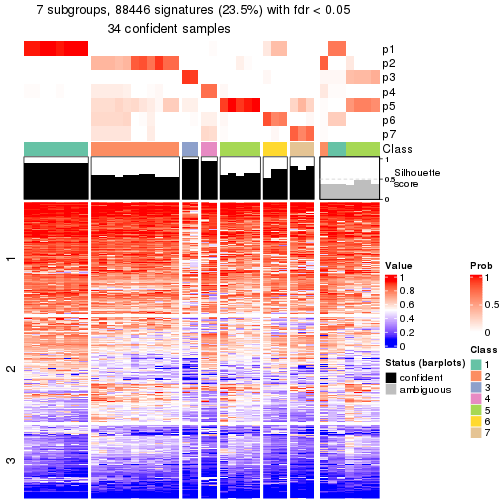 7 subgroups, 88446 signatures (23.5%) with fdr < 0.05
34 confident samples
p1
p2
p3
p4
p5
p6
p7
Class
1
0.5
0
Silhouette
score
1
2
3
Value
1
0.8
0.6
0.4
0.2
0
Status (barplots)
confident
ambiguous
Prob
1
0.5
0
Class
1
2
3
4
5
6
7